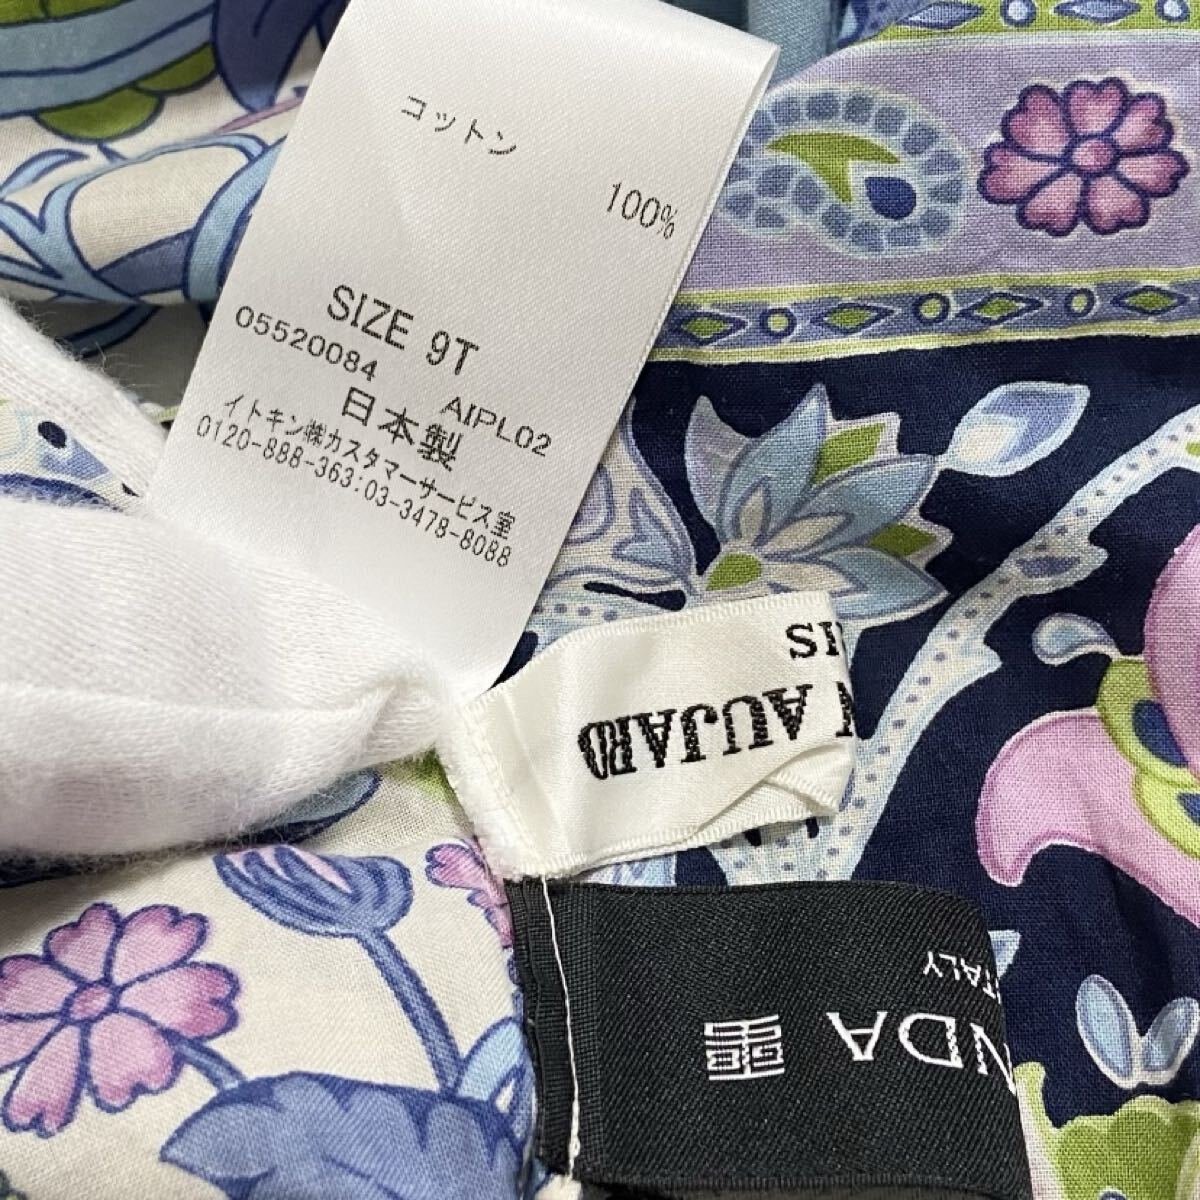 コットン
100%
SIZE 9T
05520084
AIPL02
日本製
イトキン㈱カスタマーサービス室
0120-888-363:03-3478-8088
AUJARD
NDA
ITALY